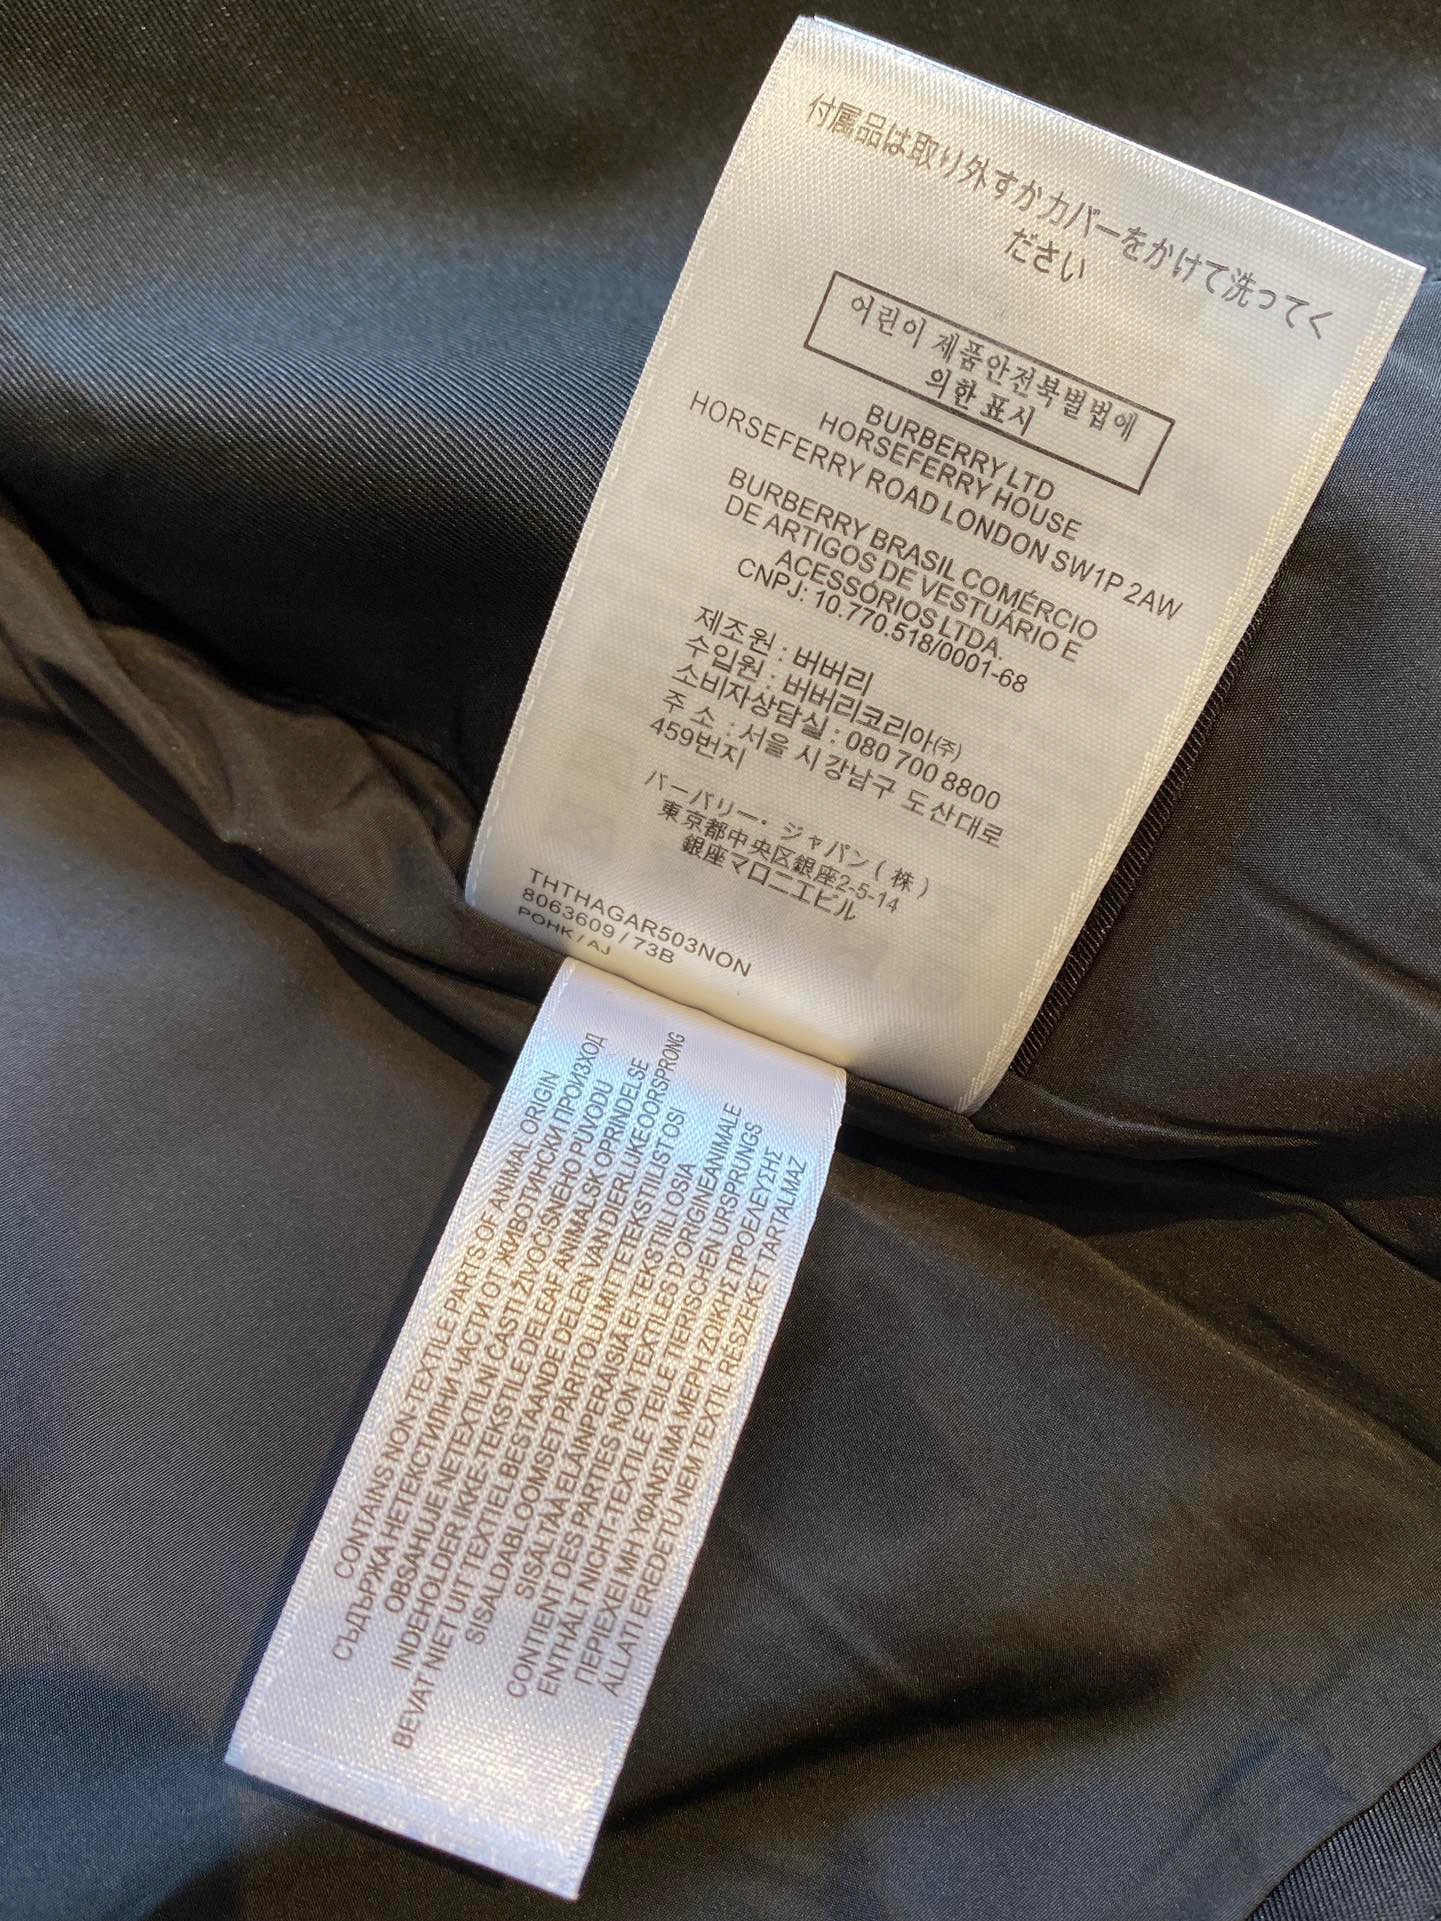 付属品は取り外すかカバーをかけて洗ってく
ださい
어린이 제품안전특별법에
의한 표시
BURBERRY LTD
HORSEFERRY HOUSE
HORSEFERRY ROAD LONDON SW1P 2AW
BURBERRY BRASIL COMÉRCIO
DE ARTIGOS DE VESTUÁRIO E
ACESSÓRIOS LTDA.
CNPJ: 10.770.518/0001-68
제조원 : 버버리
수입원 : 버버리코리아(주)
소비자상담실 : 080 700 8800
주 소 : 서울 시 강남구 도산대로
459번지
バーバリー・ジャパン(株)
東京都中央区銀座2-5-14
銀座マロニエビル
THTHAGAR503NON
8063609 / 73B
POHK / AJ
CONTAINS NON-TEXTILE PARTS OF ANIMAL ORIGIN
СЪДЪРЖА НЕТЕКСТИЛНИ ЧАСТИ ОТ ЖИВОТИНСКИ ПРОИЗХОД
OBSAHUJE NETEXTILNÍ ČÁSTI ŽIVOČIŠNÉHO PŮVODU
INDEHOLDER IKKE-TEKSTILE DELE AF ANIMALSK OPRINDELSE
BEVAT NIET UIT TEXTIEL BESTAANDE DELEN VAN DIERLIJKE OORSPRONG
SISALDAB LOOMSET PÄRITOLU MITTETEKSTIILIST OSI
SISÄLTÄÄ ELÄINPERÄISIÄ EI-TEKSTIILLOSIA
CONTIENT DES PARTIES NON TEXTILES D'ORIGINE ANIMALE
ENTHÄLT NICHT-TEXTILE TEILE TIERISCHEN URSPRUNGS
ΠΕΡΙΕΧΕΙ ΜΗ ΥΦΑΝΣΙΜΑ ΜΕΡΗ ΖΩΙΚΗΣ ΠΡΟΕΛΕΥΣΗΣ
ÁLLATI EREDETŰ NEM TEXTIL RÉSZEKET TARTALMAZ